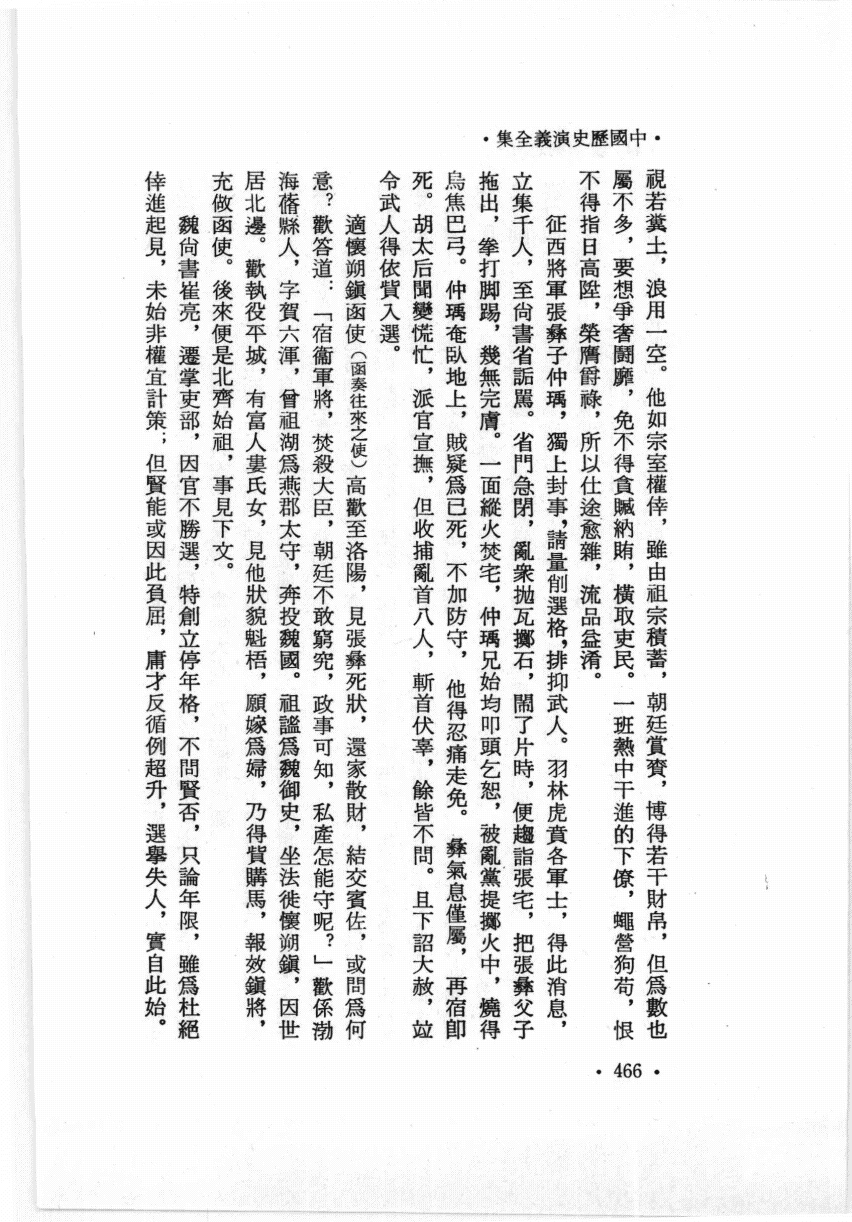 ·中國歷史演義全集·
視若糞土，浪用一空。他如宗室權倖，雖由祖宗積蓄，朝廷賞賚，博得若干財帛，但爲數也
屬不多，要想爭奢鬪靡，免不得貪贓納賄，橫取吏民。一班熱中干進的下僚，蠅營狗苟，恨
不得指日高陞，榮膺爵祿，所以仕途愈雜，流品益淆。
征西將軍張彝子仲瑀，獨上封事，請量削選格，排抑武人。羽林虎賁各軍士，得此消息，
立集千人，至尚書省詬罵。省門急閉，亂衆拋瓦擲石，鬧了片時，便趨詣張宅，把張彝父子
拖出，拳打脚踢，幾無完膚。一面縱火焚宅，仲瑀兄始均叩頭乞恕，被亂黨提擲火中，燒得
烏焦巴弓。仲瑀奄臥地上，賊疑爲已死，不加防守，他得忍痛走免。彝氣息僅屬，再宿卽
死。胡太后聞變慌忙，派官宣撫，但收捕亂首八人，斬首伏辜，餘皆不問。且下詔大赦，竝
令武人得依貲入選。
適懷朔鎭函使（函奏往來之使）高歡至洛陽，見張彝死狀，還家散財，結交賓佐，或問爲何
意？歡答道：「宿衞軍將，焚殺大臣，朝廷不敢窮究，政事可知，私產怎能守呢？」歡係渤
海蓨縣人，字賀六渾，曾祖湖爲燕郡太守，奔投魏國。祖謐爲魏御史，坐法徙懷朔鎭，因世
居北邊。歡執役平城，有富人婁氏女，見他狀貌魁梧，願嫁爲婦，乃得貲購馬，報效鎭將，
充做函使。後來便是北齊始祖，事見下文。
魏尚書崔亮，遷掌吏部，因官不勝選，特創立停年格，不問賢否，只論年限，雖爲杜絕
倖進起見，未始非權宜計策；但賢能或因此負屈，庸才反循例超升，選舉失人，實自此始。
·466·